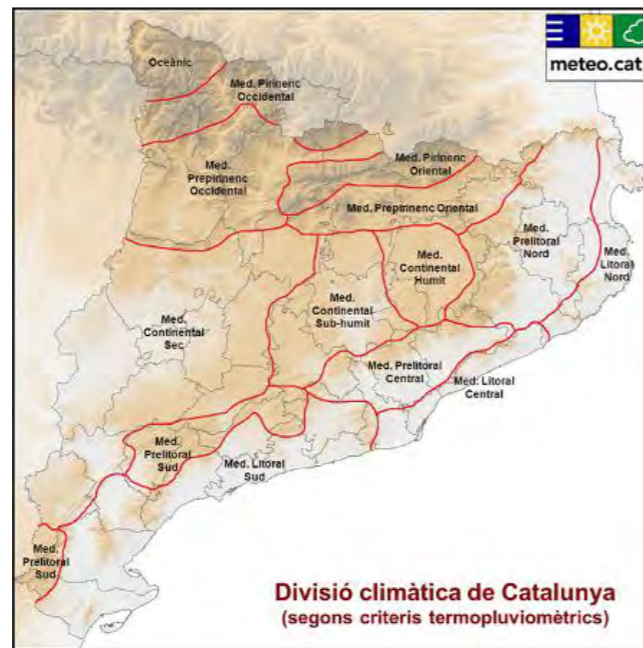 meteo.cat
Oceànic
Med. Pirinenc
Occidental
Med.
Prepirinenc
Occidental
Med. Pirinenc
Oriental
Med. Prepirinenc Oriental
Med.
Prelitoral
Nord
Med.
Litoral
Nord
Med.
Continental
Humit
Med.
Continental
Sub-humit
Med.
Continental
Sec
Med. Prelitoral
Central
Med. Litoral
Central
Med.
Prelitoral
Sud
Med. Litoral
Sud
Med.
Prelitoral
Sud
Divisió climàtica de Catalunya
(segons criteris termopluviomètrics)